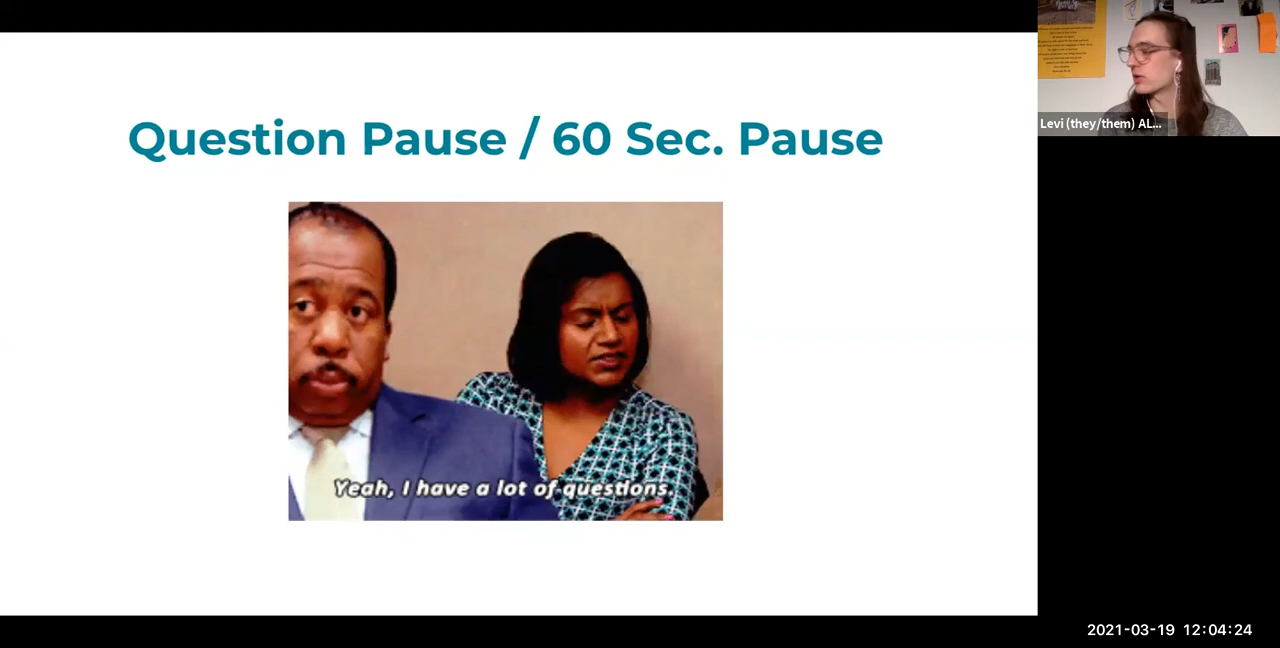 Question Pause / 60 Sec. Pause
Yeah, I have a lot of questions.
Levi (they/them) AL...
2021-03-19 12:04:24